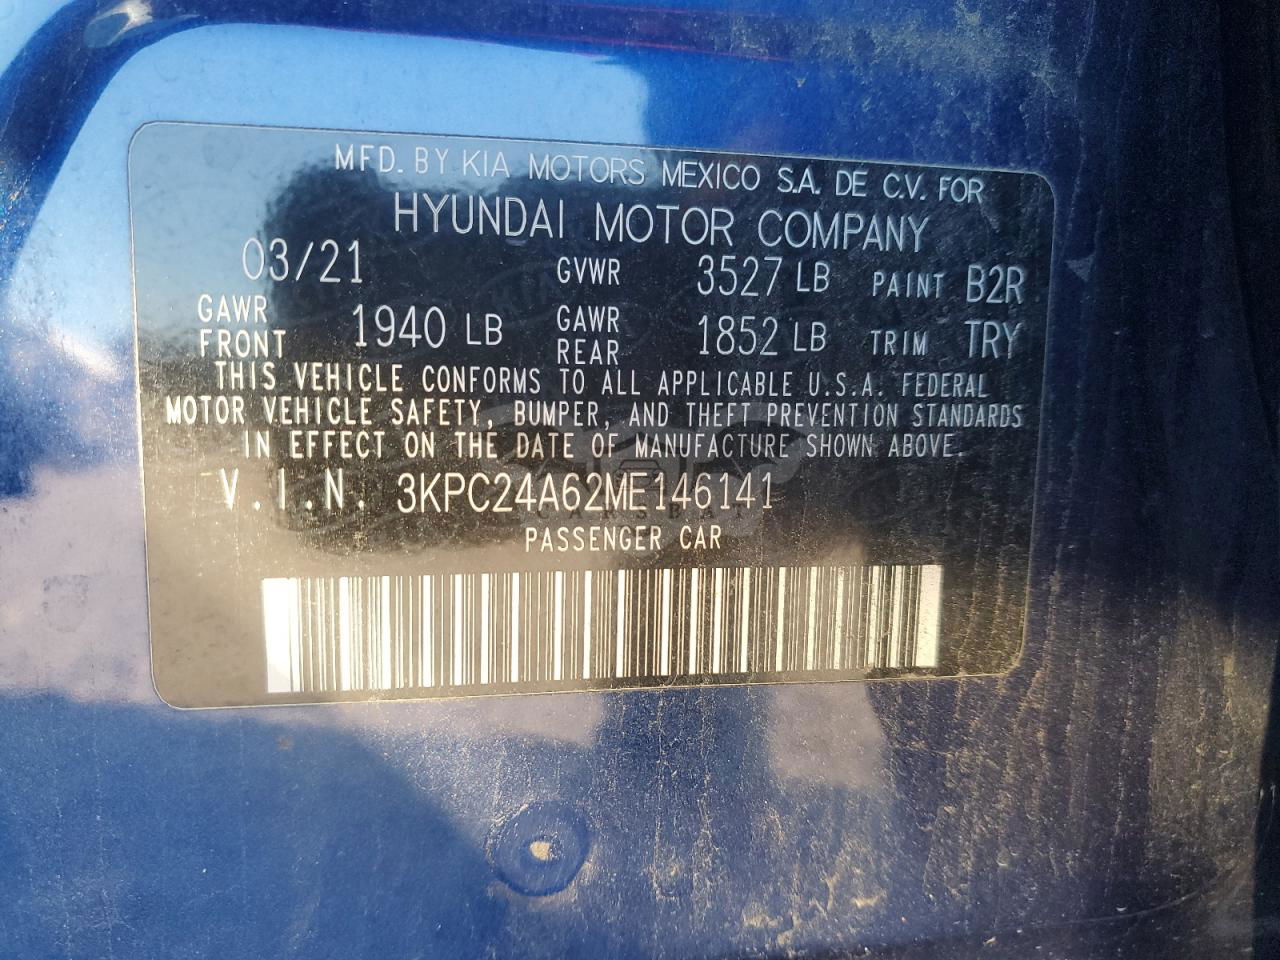 MFD. BY KIA MOTORS MEXICO S.A. DE C.V. FOR
HYUNDAI MOTOR COMPANY
03/21 GVWR 3527 LB PAINT B2R
GAWR FRONT 1940 LB GAWR REAR 1852 LB TRIM TRY
THIS VEHICLE CONFORMS TO ALL APPLICABLE U.S.A. FEDERAL
MOTOR VEHICLE SAFETY, BUMPER, AND THEFT PREVENTION STANDARDS
IN EFFECT ON THE DATE OF MANUFACTURE SHOWN ABOVE.
V.I.N. 3KPC24A62ME146141
CARSBAT
PASSENGER CAR